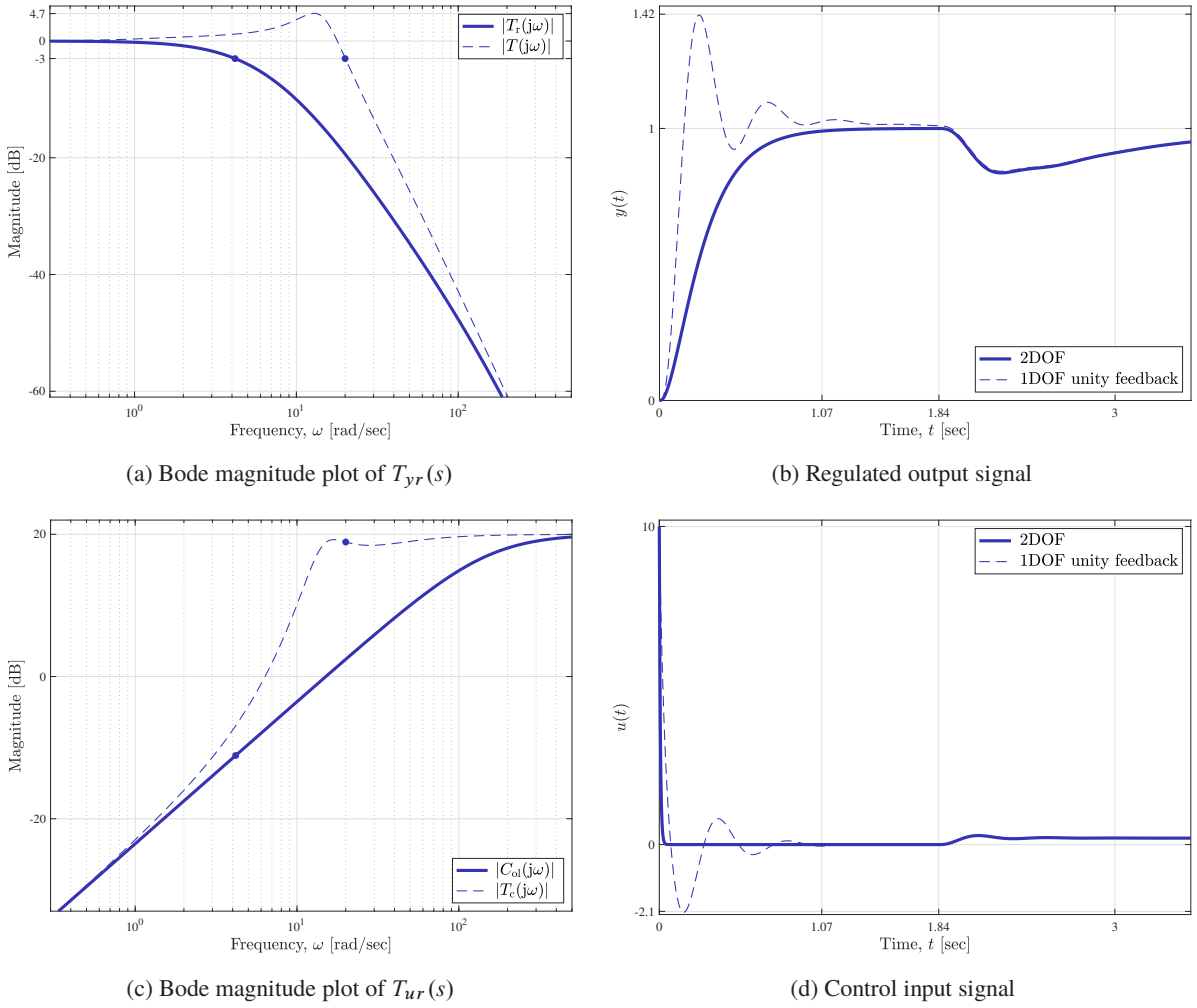 4.7
0
-3
-20
-40
-60
Magnitude [dB]
|T_r(jω)|
|T(jω)|
10^0
10^1
10^2
Frequency, ω [rad/sec]
(a) Bode magnitude plot of T_yr(s)
1.42
1
0
y(t)
2DOF
1DOF unity feedback
0
1.07
1.84
3
Time, t [sec]
(b) Regulated output signal
20
0
-20
Magnitude [dB]
|C_ol(jω)|
|T_c(jω)|
10^0
10^1
10^2
Frequency, ω [rad/sec]
(c) Bode magnitude plot of T_ur(s)
10
0
-2.1
u(t)
2DOF
1DOF unity feedback
0
1.07
1.84
3
Time, t [sec]
(d) Control input signal